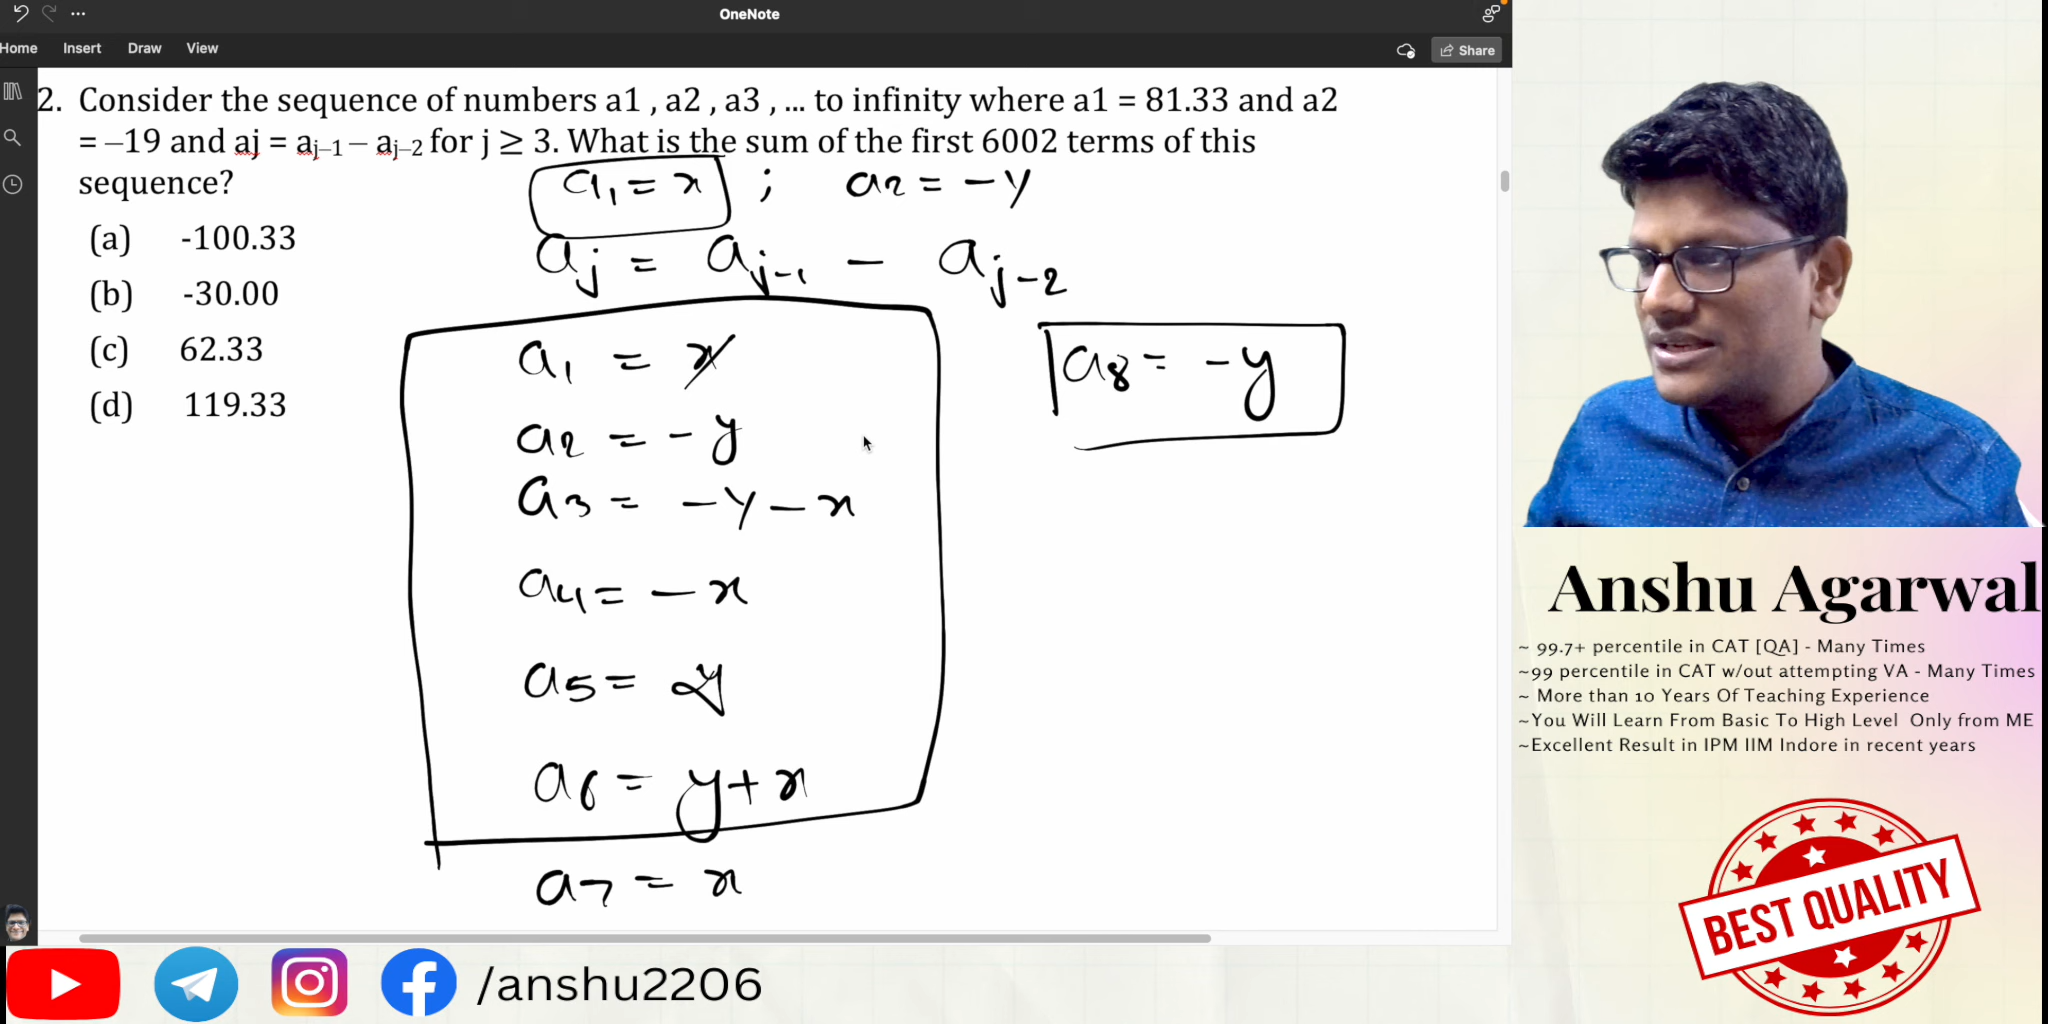 OneNote
Home Insert Draw View
Share
2. Consider the sequence of numbers a1 , a2 , a3 , ... to infinity where a1 = 81.33 and a2
= –19 and aj = aj–1 – aj–2 for j ≥ 3. What is the sum of the first 6002 terms of this
sequence?
a1 = x ; a2 = -y
aj = aj-1 - aj-2
(a) -100.33
(b) -30.00
(c) 62.33
(d) 119.33
a1 = x
a2 = -y
a3 = -y-x
a4 = -x
a5 = y
a6 = y+x
a7 = x
a8 = -y
Anshu Agarwal
~ 99.7+ percentile in CAT [QA] - Many Times
~99 percentile in CAT w/out attempting VA - Many Times
~ More than 10 Years Of Teaching Experience
~You Will Learn From Basic To High Level Only from ME
~Excellent Result in IPM IIM Indore in recent years
BEST QUALITY
/anshu2206